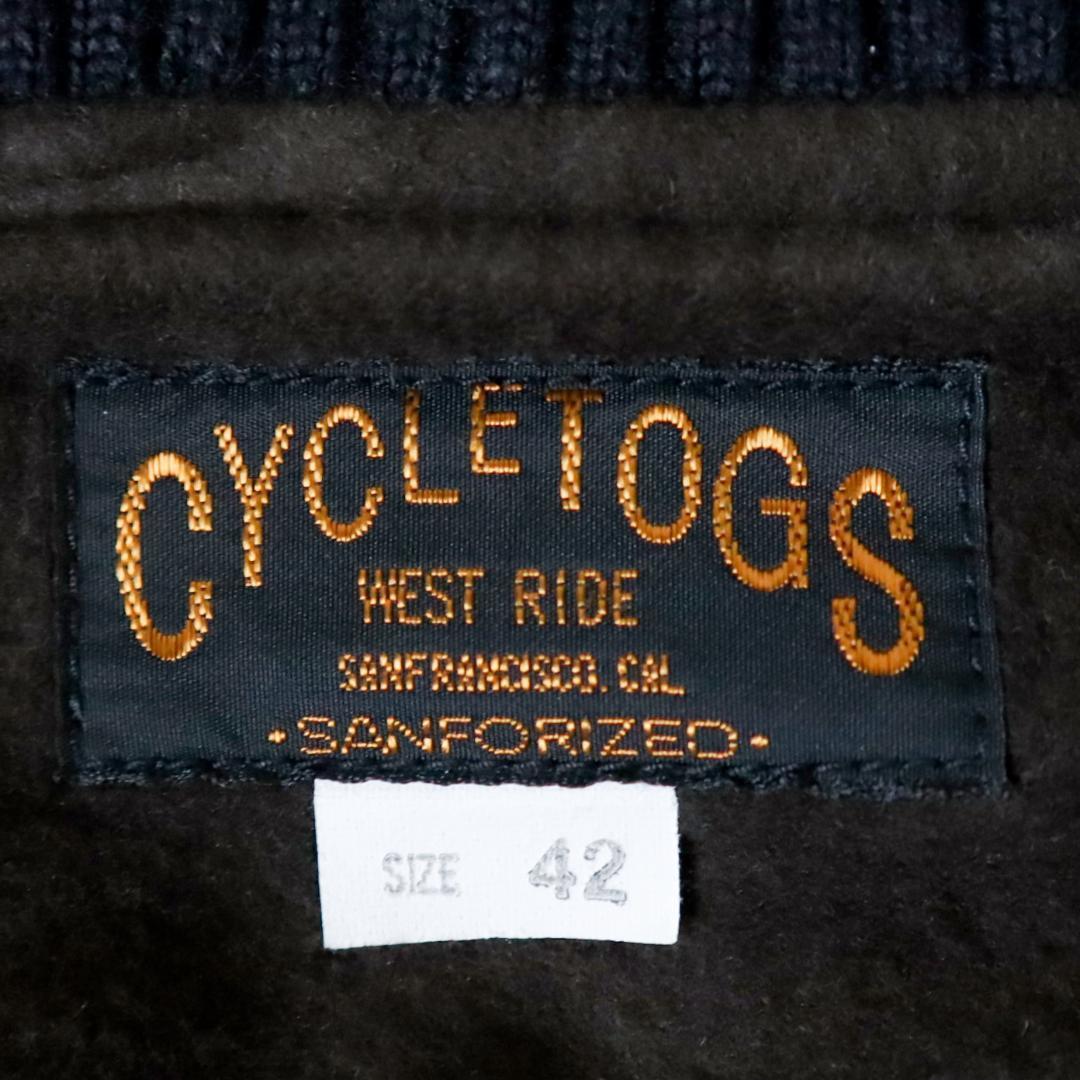 CYCLETOGS
WEST RIDE
SANFRANCISCO. CAL.
•SANFORIZED•
SIZE 42